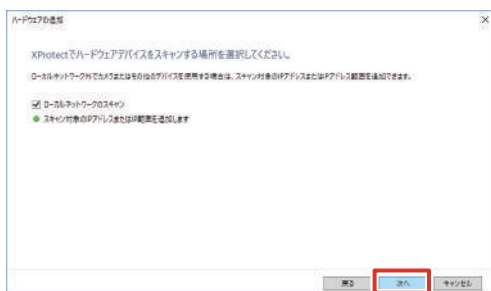 ハードウェアの追加
XProtectでハードウェアデバイスをスキャンする場所を選択してください。
ローカルネットワーク外でカメラまたはその他のデバイスを使用する場合は、スキャン対象のIPアドレスまたはIPアドレス範囲を追加できます。
ローカルネットワークのスキャン
スキャン対象のIPアドレスまたはIP範囲を追加します
戻る 次へ キャンセル